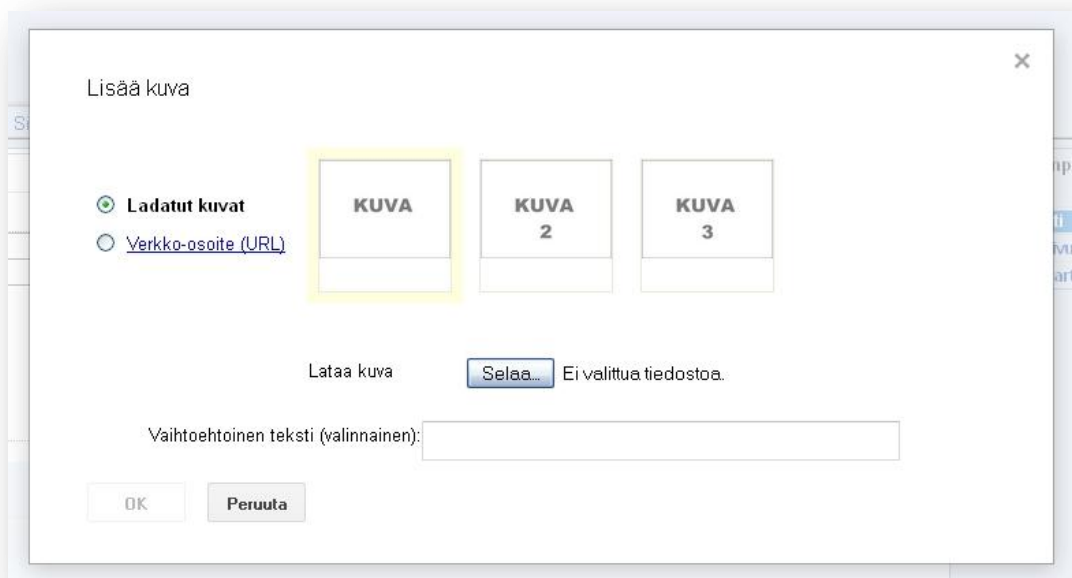 Lisää kuva
Ladatut kuvat
Verkko-osoite (URL)
KUVA
KUVA
2
KUVA
3
Lataa kuva
Selaa... Ei valittua tiedostoa.
Vaihtoehtoinen teksti (valinnainen):
OK
Peruuta